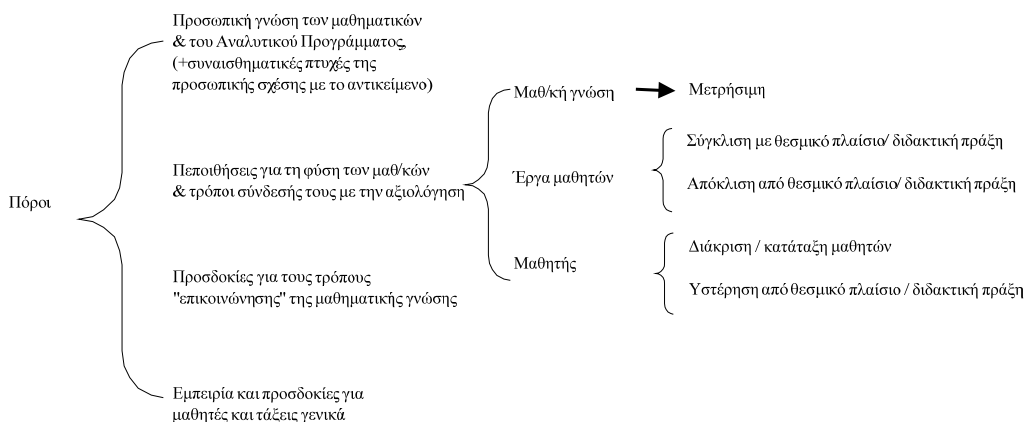 Προσωπική γνώση των μαθηματικών
& του Αναλυτικού Προγράμματος,
(+συναισθηματικές πτυχές της
προσωπικής σχέσης με το αντικείμενο)
Μαθ/κή γνώση
Μετρήσιμη
Σύγκλιση με θεσμικό πλαίσιο/ διδακτική πράξη
Πεποιθήσεις για τη φύση των μαθ/κών
& τρόποι σύνδεσής τους με την αξιολόγηση
Έργα μαθητών
Απόκλιση από θεσμικό πλαίσιο/ διδακτική πράξη
Πόροι
Διάκριση / κατάταξη μαθητών
Μαθητής
Προσδοκίες για τους τρόπους
"επικοινώνησης" της μαθηματικής γνώσης
Υστέρηση από θεσμικό πλαίσιο / διδακτική πράξη
Εμπειρία και προσδοκίες για
μαθητές και τάξεις γενικά